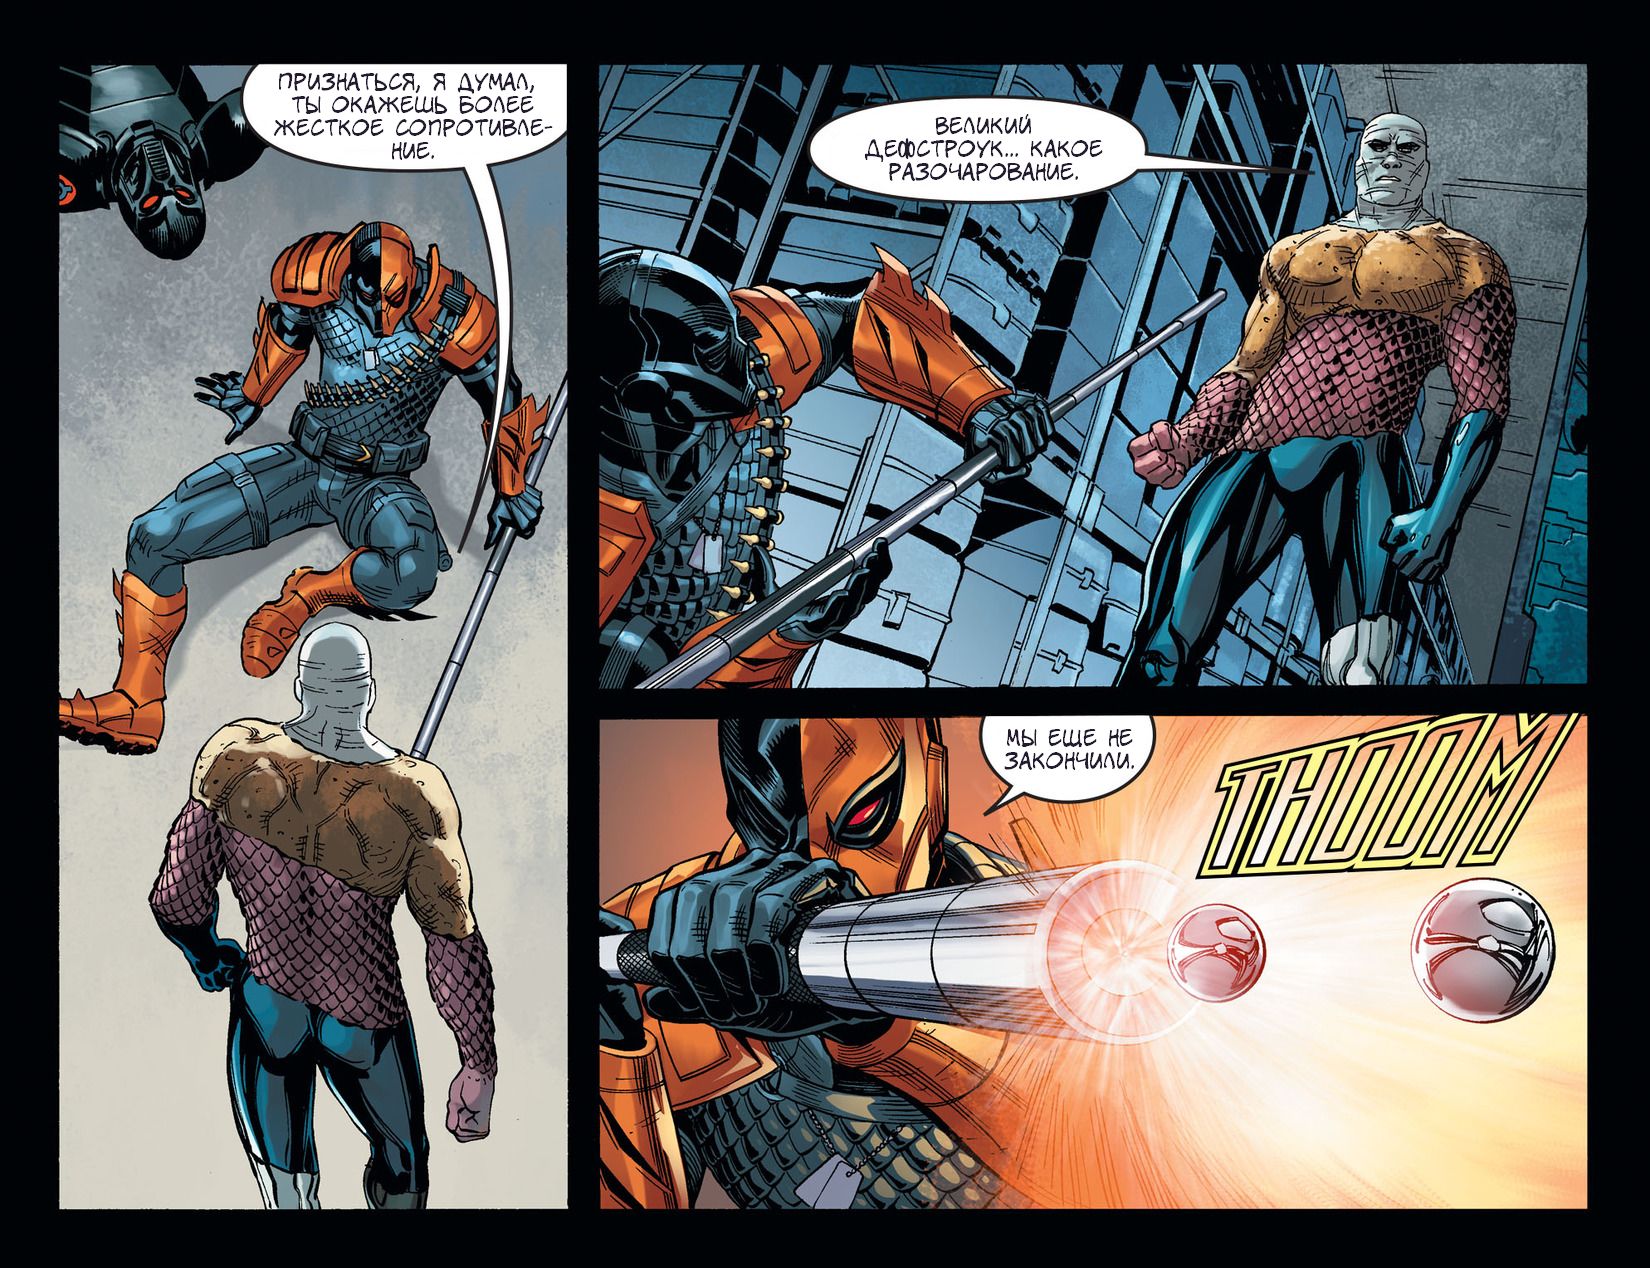 ПРИЗНАТЬСЯ, Я ДУМАЛ,
ТЫ ОКАЖЕШЬ БОЛЕЕ
ЖЕСТКОЕ СОПРОТИВЛЕ-
НИЕ.
ВЕЛИКИЙ
ДЕФСТРОУК... КАКОЕ
РАЗОЧАРОВАНИЕ.
МЫ ЕЩЕ НЕ
ЗАКОНЧИЛИ.
THOOM